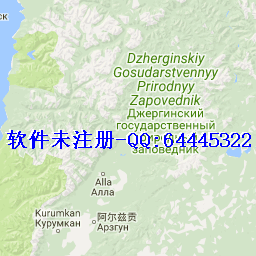 Dzherginskiy
Gosudarstvennyy
Prirodnyy
Zapovednik
Джергинский
государственный
软件未注册-QQ:64445322
заповедник
Alla
Алла
Kurumkan
Курумкан
阿尔兹贡
Арзгун